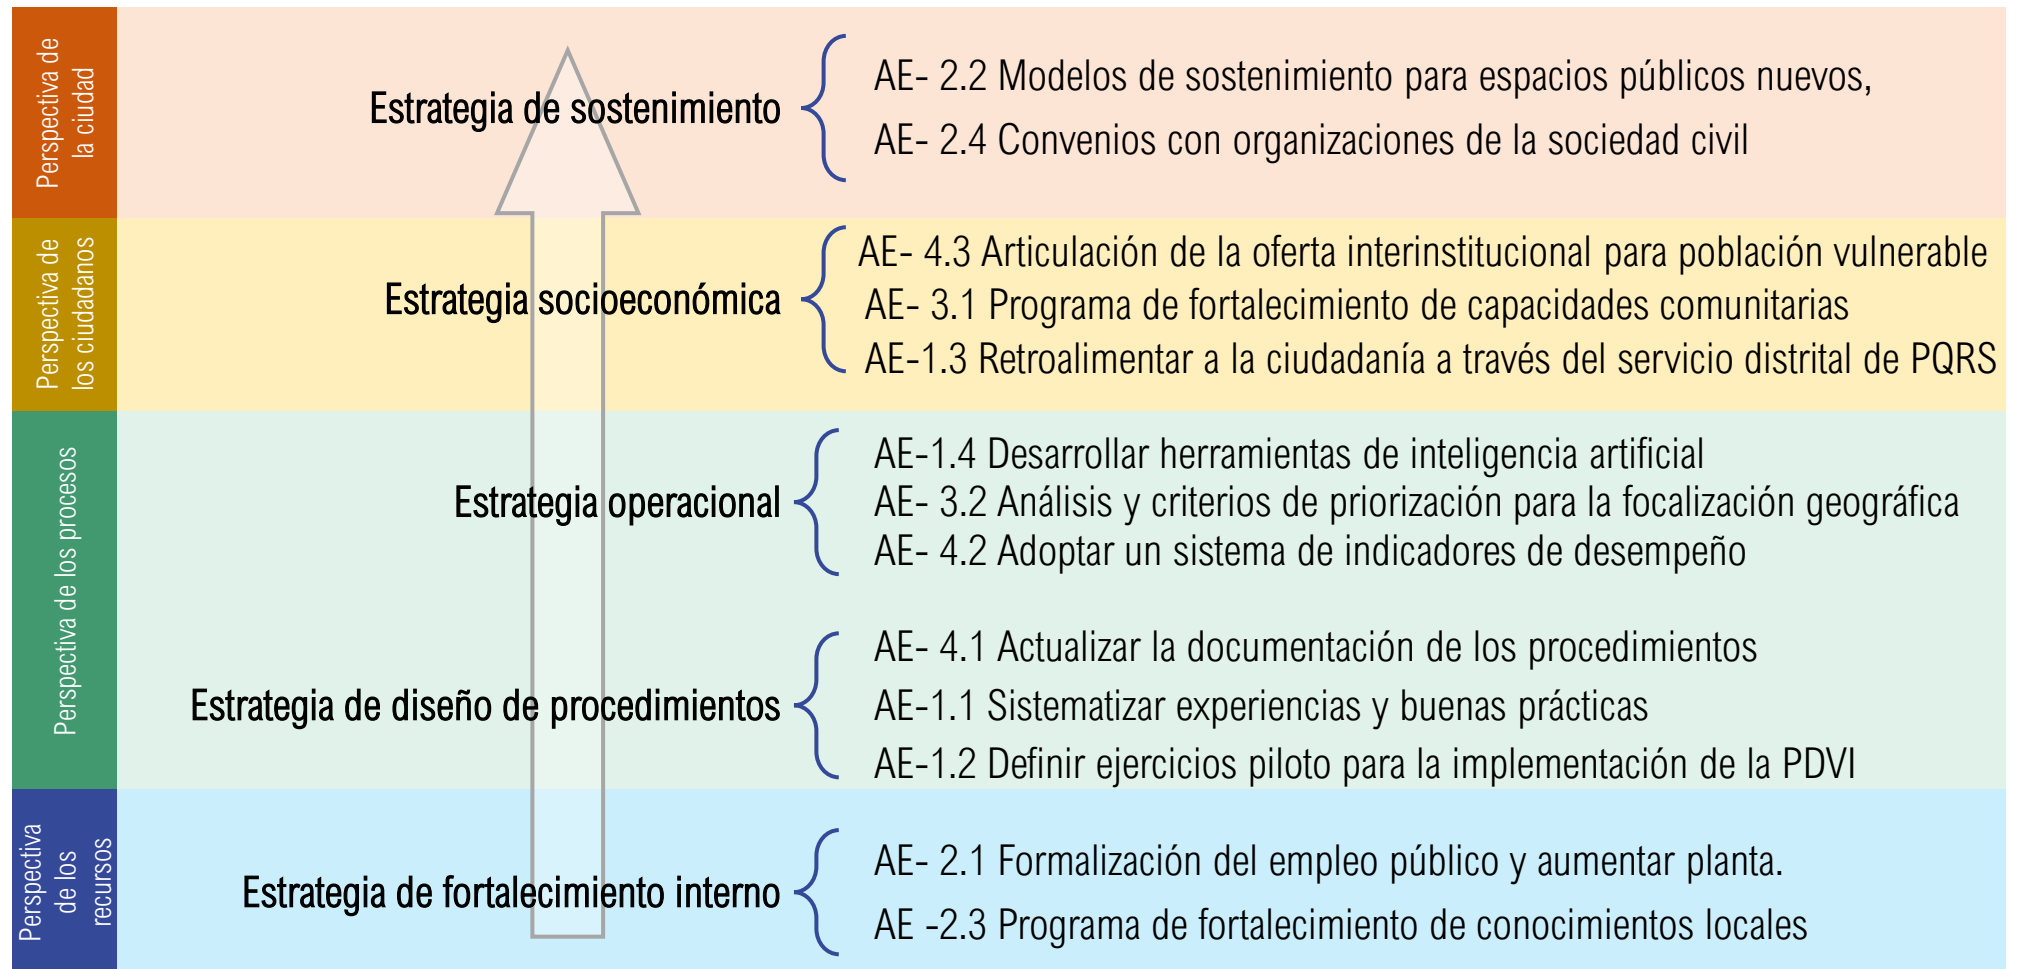 Perspectiva de
la ciudad
Estrategia de sostenimiento
AE- 2.2 Modelos de sostenimiento para espacios públicos nuevos,
AE- 2.4 Convenios con organizaciones de la sociedad civil
Perspectiva de
los ciudadanos
Estrategia socioeconómica
AE- 4.3 Articulación de la oferta interinstitucional para población vulnerable
AE- 3.1 Programa de fortalecimiento de capacidades comunitarias
AE-1.3 Retroalimentar a la ciudadanía a través del servicio distrital de PQRS
Perspectiva de los procesos
Estrategia operacional
AE-1.4 Desarrollar herramientas de inteligencia artificial
AE- 3.2 Análisis y criterios de priorización para la focalización geográfica
AE- 4.2 Adoptar un sistema de indicadores de desempeño
Estrategia de diseño de procedimientos
AE- 4.1 Actualizar la documentación de los procedimientos
AE-1.1 Sistematizar experiencias y buenas prácticas
AE-1.2 Definir ejercicios piloto para la implementación de la PDVI
Perspectiva
de los
recursos
Estrategia de fortalecimiento interno
AE- 2.1 Formalización del empleo público y aumentar planta.
AE -2.3 Programa de fortalecimiento de conocimientos locales